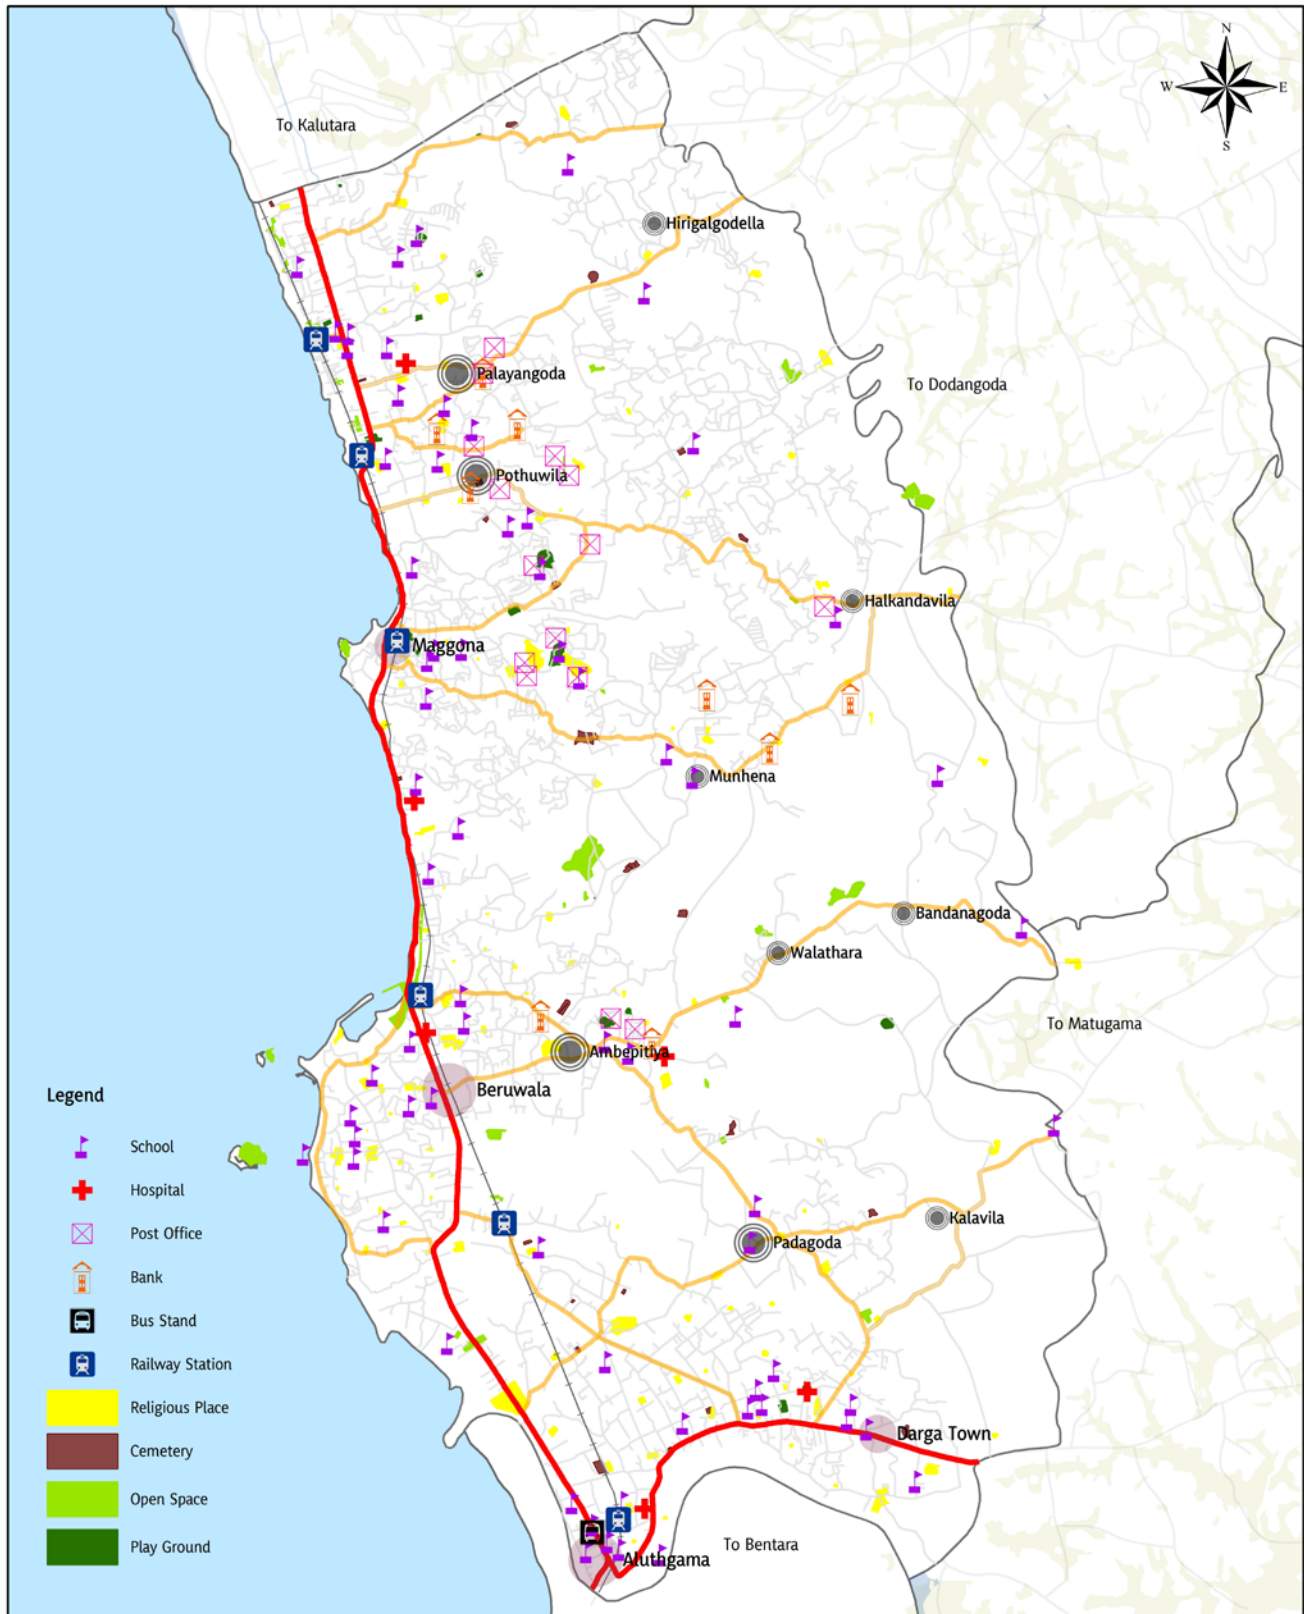 N
W
E
S
To Kalutara
Hirigalgodella
Palayangoda
To Dodangoda
Pothuwila
Halkandavila
Maggona
Munhena
Bandanagoda
Walathara
To Matugama
Ambepitiya
Beruwala
Kalavila
Padagoda
Darga Town
To Bentara
Aluthgama
Legend
School
Hospital
Post Office
Bank
Bus Stand
Railway Station
Religious Place
Cemetery
Open Space
Play Ground